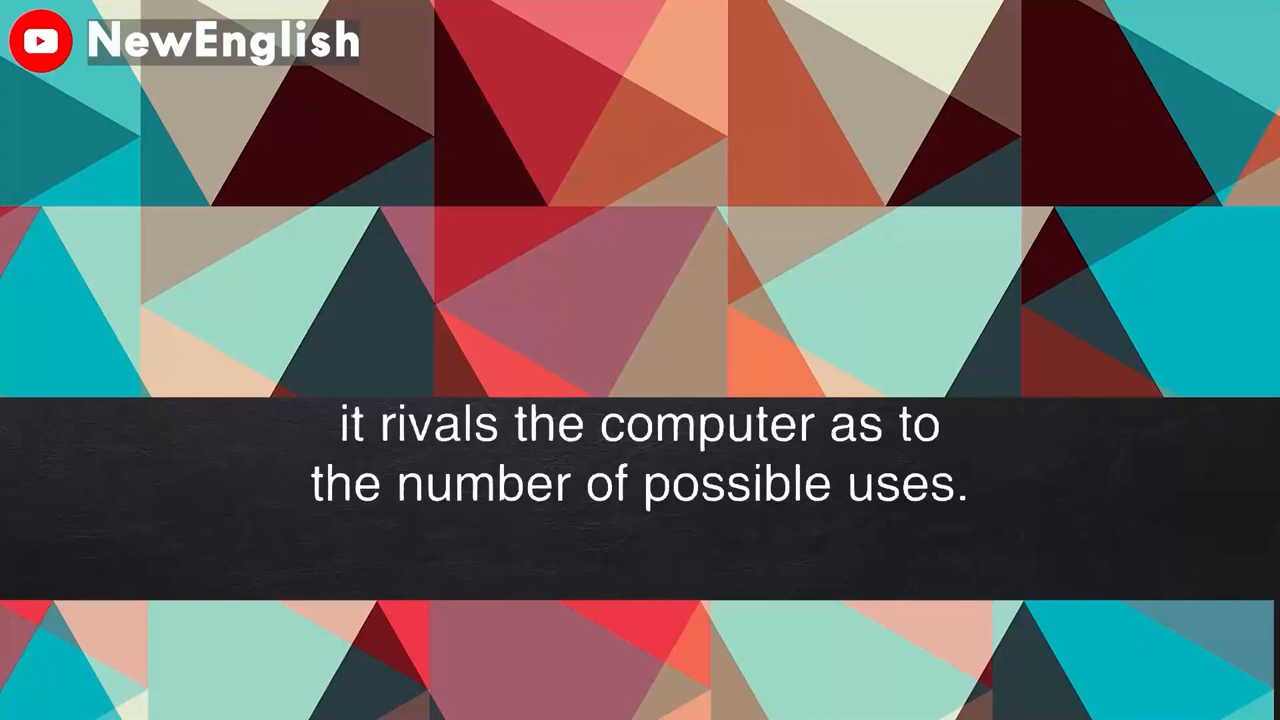 NewEnglish
it rivals the computer as to
the number of possible uses.